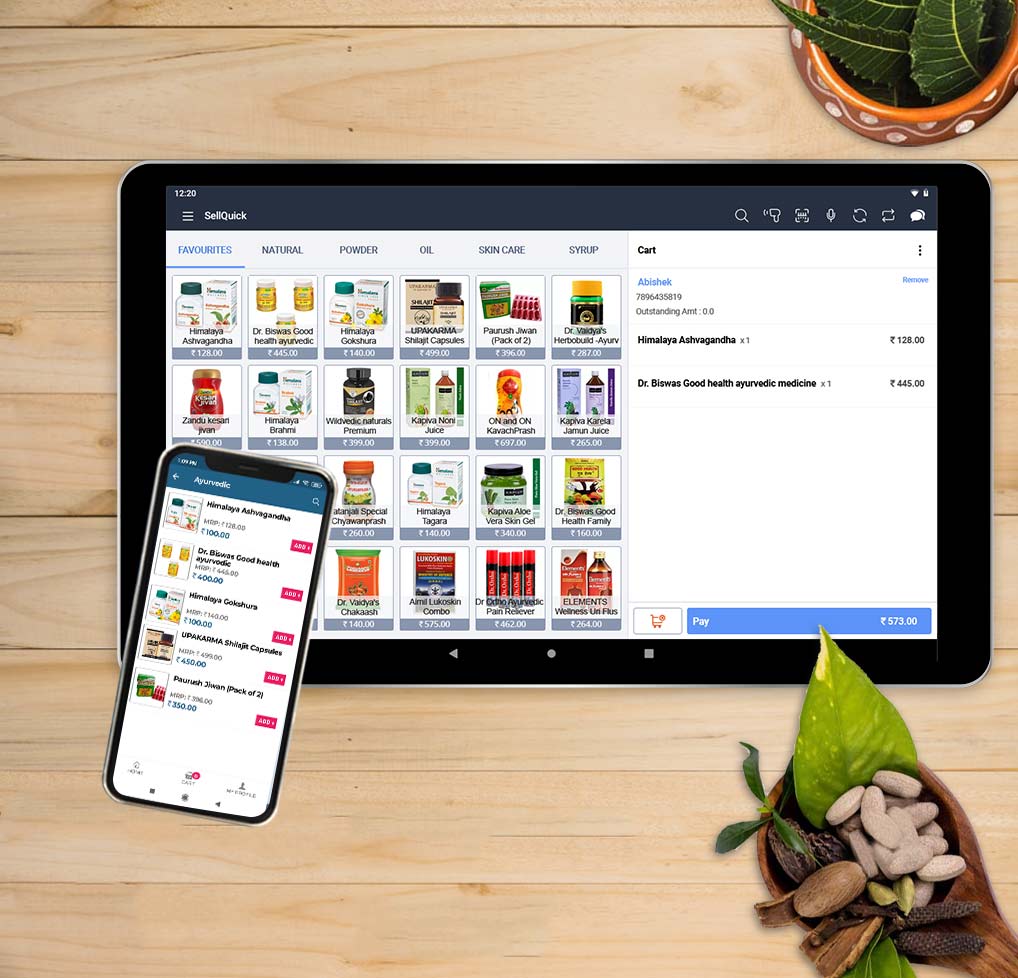 12:20
SellQuick
FAVOURITES NATURAL POWDER OIL SKIN CARE SYRUP
Himalaya
Ashvagandha
₹ 128.00
Dr. Biswas Good
health ayurvedic
₹ 445.00
Himalaya
Gokshura
₹ 140.00
UPAKARMA
Shilajit Capsules
₹ 499.00
Paurush Jiwan
(Pack of 2)
₹ 396.00
Dr. Vaidya's
Herbobuild -Ayurv
₹ 287.00
Zandu kesari
jivan
₹ 590.00
Himalaya
Brahmi
₹ 138.00
Wildvedic naturals
Premium
₹ 399.00
Kapiva Noni
Juice
₹ 399.00
ON and ON
KavachPrash
₹ 697.00
Kapiva Karela
Jamun Juice
₹ 265.00
atanjali Special
Chyawanprash
₹ 260.00
Himalaya
Tagara
₹ 140.00
Kapiva Aloe
Vera Skin Gel
₹ 340.00
Dr. Biswas Good
Health Family
₹ 160.00
Dr. Vaidya's
Chakaash
₹ 140.00
LUKOSKIN
Aimil Lukoskin
Combo
₹ 575.00
Dr Ortho Ayurvedic
Pain Reliever
₹ 462.00
Elements
ELEMENTS
Wellness Uri Flus
₹ 264.00
Cart
Abishek
Remove
7896435819
Outstanding Amt : 0.0
Himalaya Ashvagandha x 1 ₹ 128.00
Dr. Biswas Good health ayurvedic medicine x 1 ₹ 445.00
Pay ₹ 573.00
1:09 PM
Ayurvedic
Himalaya Ashvagandha
MRP: ₹ 128.00
₹ 100.00
ADD +
Dr. Biswas Good health
ayurvedic
MRP: ₹ 445.00
₹ 400.00
ADD +
Himalaya Gokshura
MRP: ₹ 140.00
₹ 100.00
ADD +
UPAKARMA Shilajit Capsules
MRP: ₹ 499.00
₹ 450.00
ADD +
Paurush Jiwan (Pack of 2)
MRP: ₹ 396.00
₹ 350.00
ADD +
HOME CART MY PROFILE